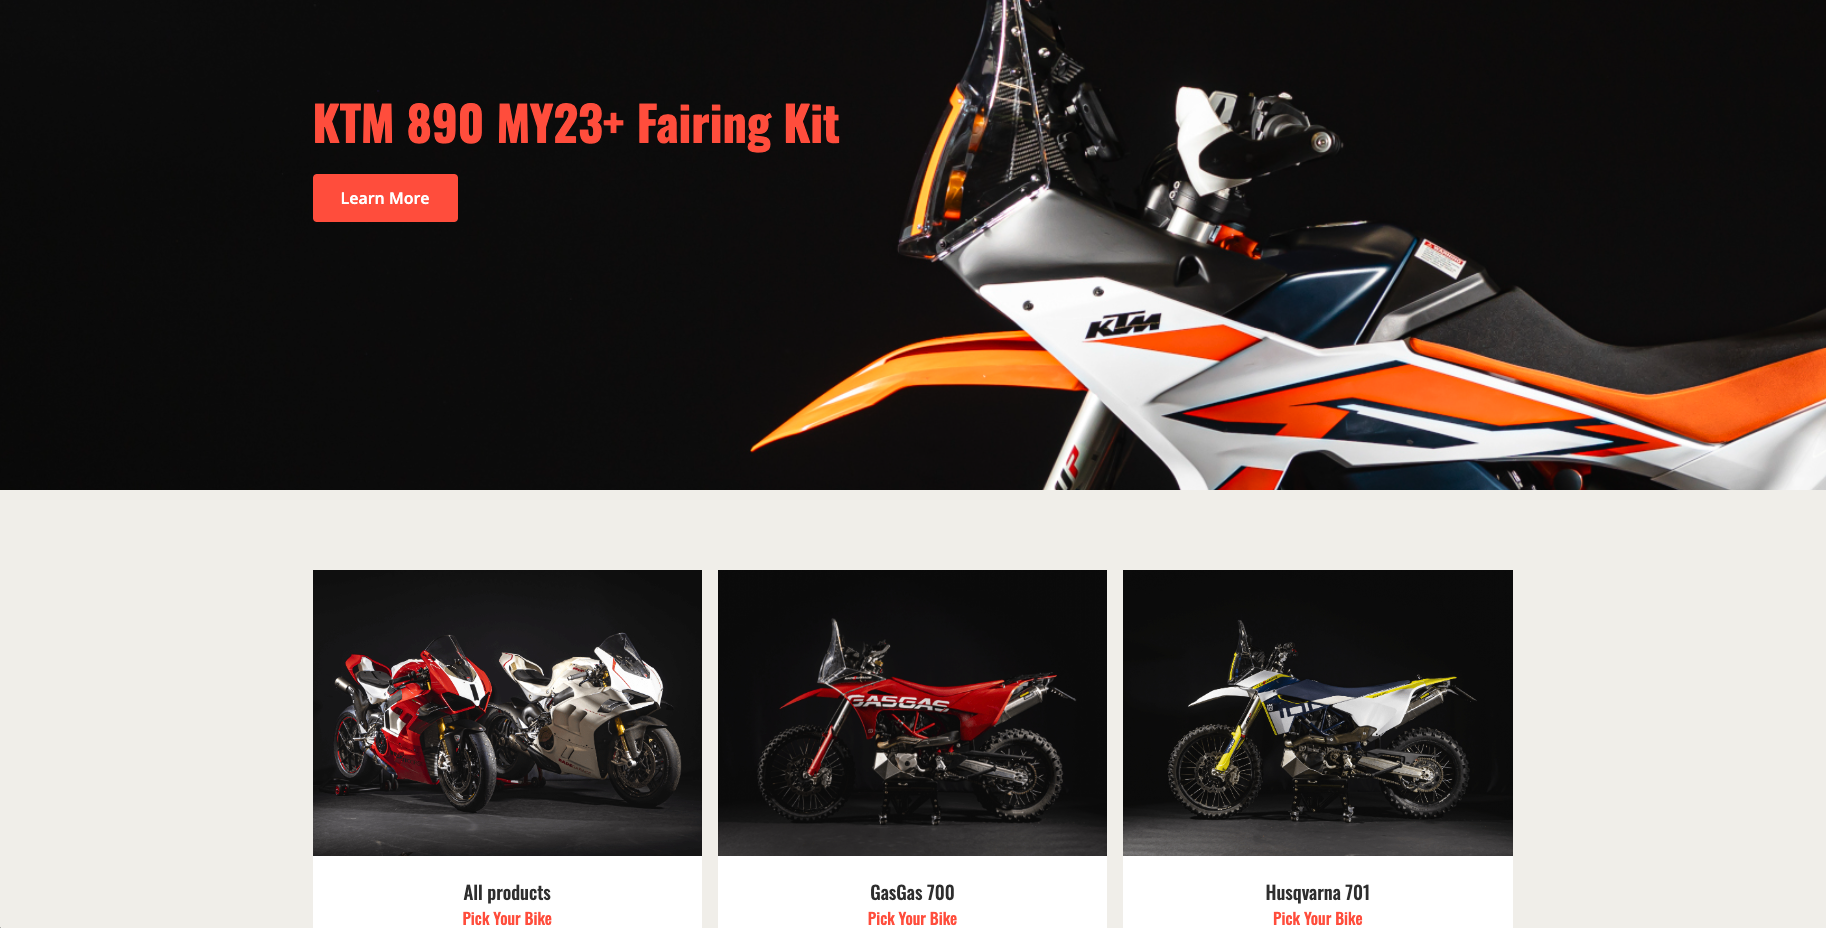 KTM 890 MY23+ Fairing Kit
Learn More
KTM
GASGAS
All products
Pick Your Bike
GasGas 700
Pick Your Bike
Husqvarna 701
Pick Your Bike